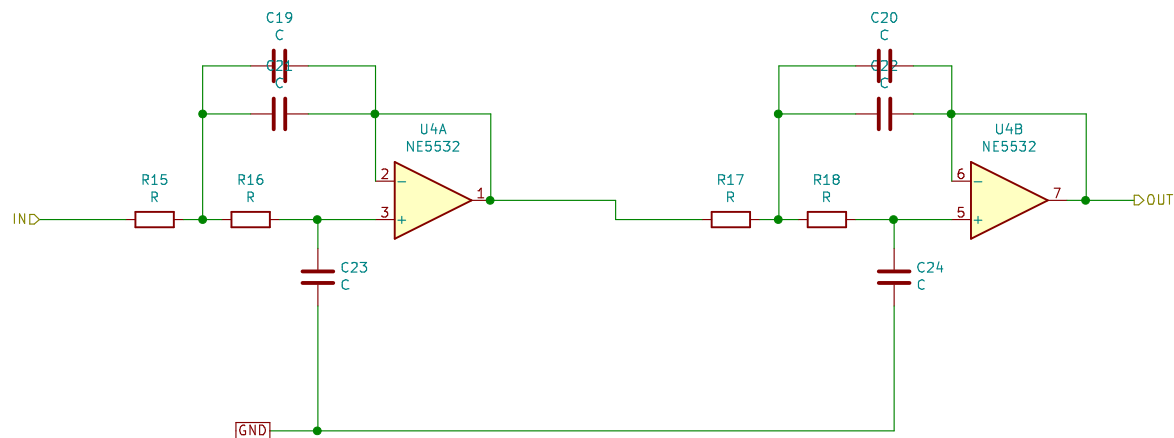 C19
C
C21
C
C20
C
C22
C
U4A
NE5532
U4B
NE5532
2
-
1
3
+
6
-
7
5
+
R15
R
R16
R
R17
R
R18
R
IN
OUT
C23
C
C24
C
GND